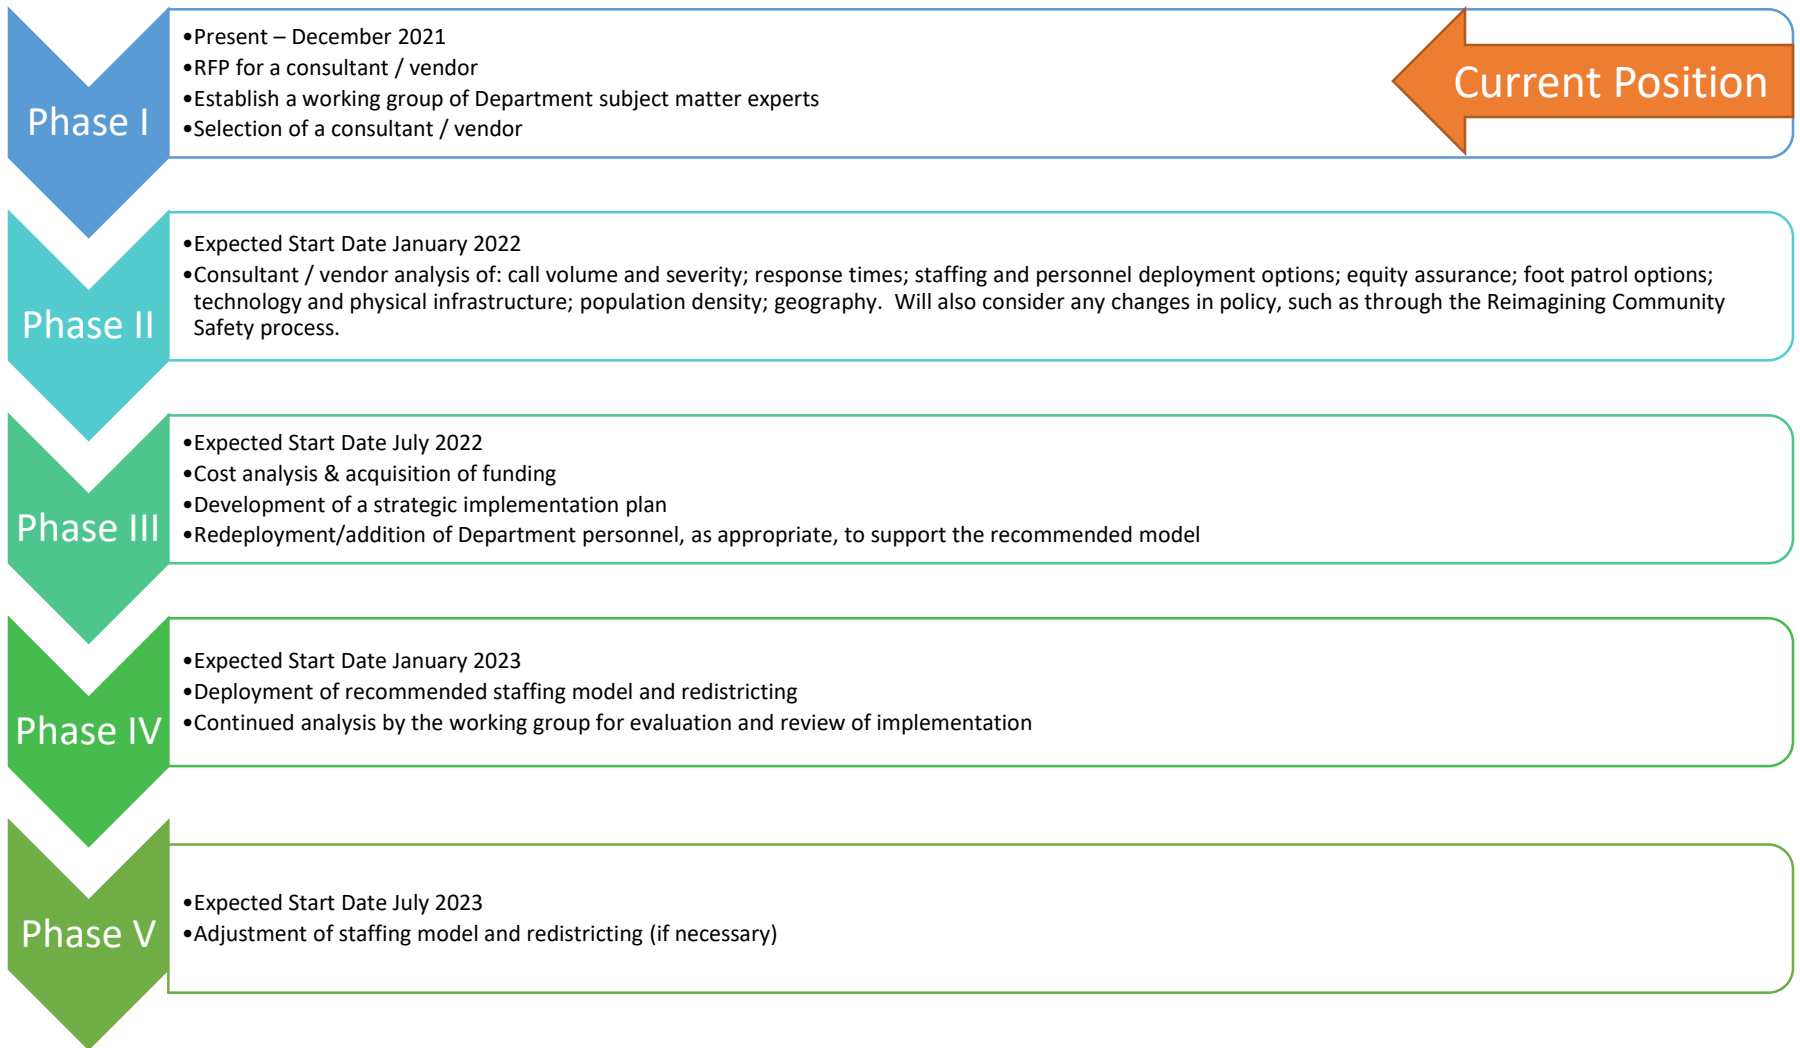 Phase I
•Present – December 2021
•RFP for a consultant / vendor
•Establish a working group of Department subject matter experts
•Selection of a consultant / vendor
Current Position
Phase II
•Expected Start Date January 2022
•Consultant / vendor analysis of: call volume and severity; response times; staffing and personnel deployment options; equity assurance; foot patrol options;
technology and physical infrastructure; population density; geography.  Will also consider any changes in policy, such as through the Reimagining Community
Safety process.
Phase III
•Expected Start Date July 2022
•Cost analysis & acquisition of funding
•Development of a strategic implementation plan
•Redeployment/addition of Department personnel, as appropriate, to support the recommended model
Phase IV
•Expected Start Date January 2023
•Deployment of recommended staffing model and redistricting
•Continued analysis by the working group for evaluation and review of implementation
Phase V
•Expected Start Date July 2023
•Adjustment of staffing model and redistricting (if necessary)